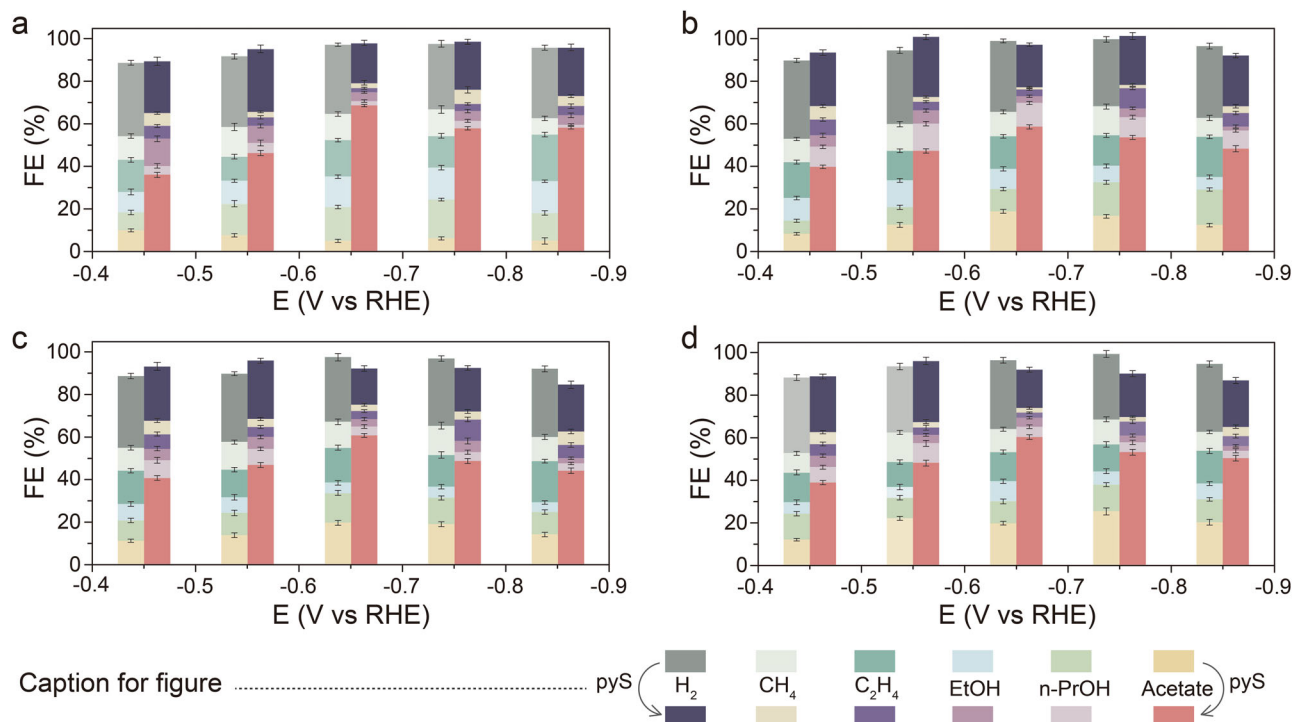 a
b
100
80
60
40
20
0
FE (%)
-0.4 -0.5 -0.6 -0.7 -0.8 -0.9
E (V vs RHE)
100
80
60
40
20
0
FE (%)
-0.4 -0.5 -0.6 -0.7 -0.8 -0.9
E (V vs RHE)
c
d
100
80
60
40
20
0
FE (%)
-0.4 -0.5 -0.6 -0.7 -0.8 -0.9
E (V vs RHE)
100
80
60
40
20
0
FE (%)
-0.4 -0.5 -0.6 -0.7 -0.8 -0.9
E (V vs RHE)
Caption for figure
pyS H₂ CH₄ C₂H₄ EtOH n-PrOH Acetate pyS